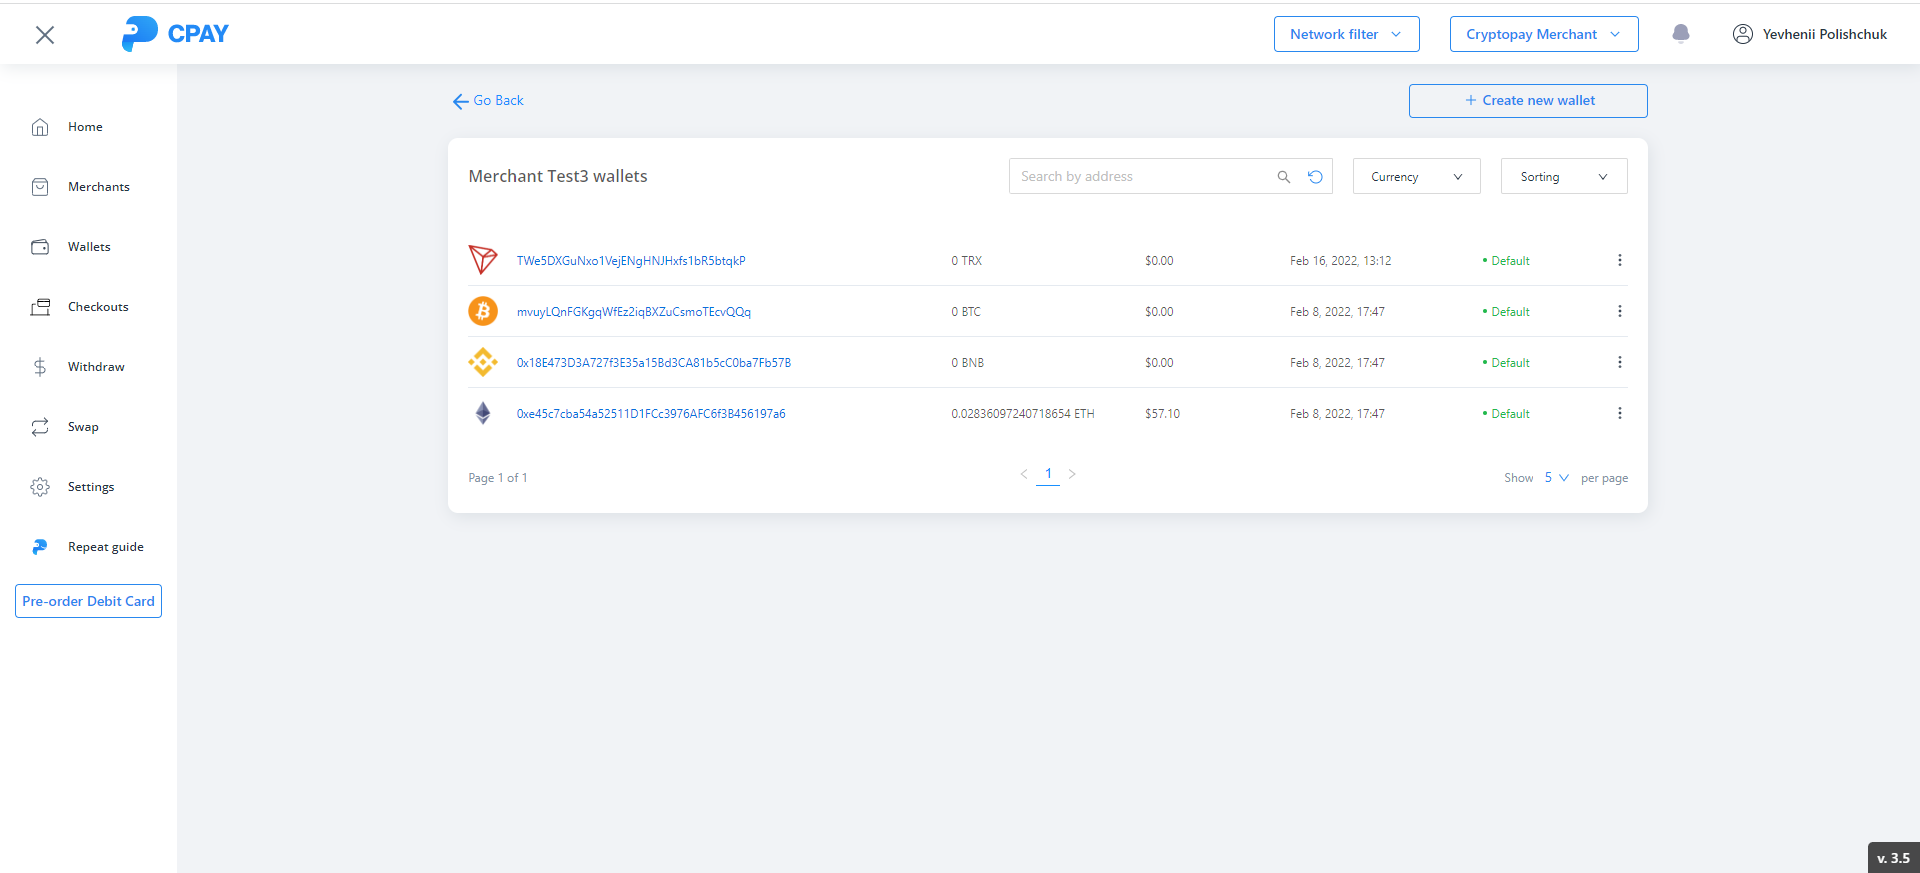 CPAY
Network filter
Cryptopay Merchant
Yevhenii Polishchuk
Home
Merchants
Wallets
Checkouts
Withdraw
Swap
Settings
Repeat guide
Pre-order Debit Card
Go Back
+ Create new wallet
Merchant Test3 wallets
Search by address
Currency
Sorting
TWe5DXGuNxo1VejENgHNJHxfs1bR5btqkP 0 TRX $0.00 Feb 16, 2022, 13:12 • Default
mvuyLQnFGKgqWfEz2iqBXZuCsmoTEcvQQq 0 BTC $0.00 Feb 8, 2022, 17:47 • Default
0x18E473D3A727f3E35a15Bd3CA81b5cC0ba7Fb57B 0 BNB $0.00 Feb 8, 2022, 17:47 • Default
0xe45c7cba54a52511D1FCc3976AFC6f3B456197a6 0.02836097240718654 ETH $57.10 Feb 8, 2022, 17:47 • Default
Page 1 of 1
< 1 >
Show 5 per page
v. 3.5